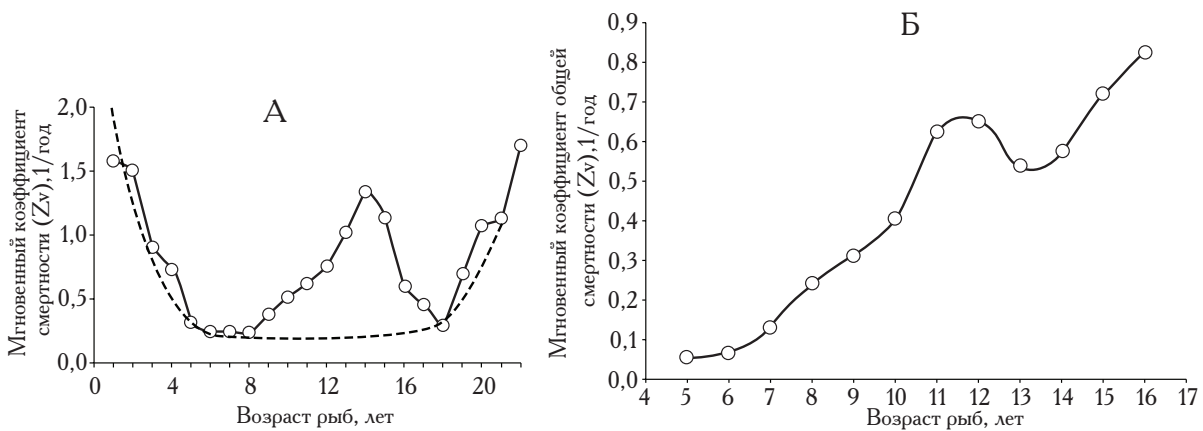 А
Мгновенный коэффициент
смертности (Zv),1/год
2,0
1,5
1,0
0,5
0,0
0 4 8 12 16 20
Возраст рыб, лет
Б
Мгновенный коэффициент общей
смертности (Zv),1/год
0,9
0,8
0,7
0,6
0,5
0,4
0,3
0,2
0,1
0,0
4 5 6 7 8 9 10 11 12 13 14 15 16 17
Возраст рыб, лет